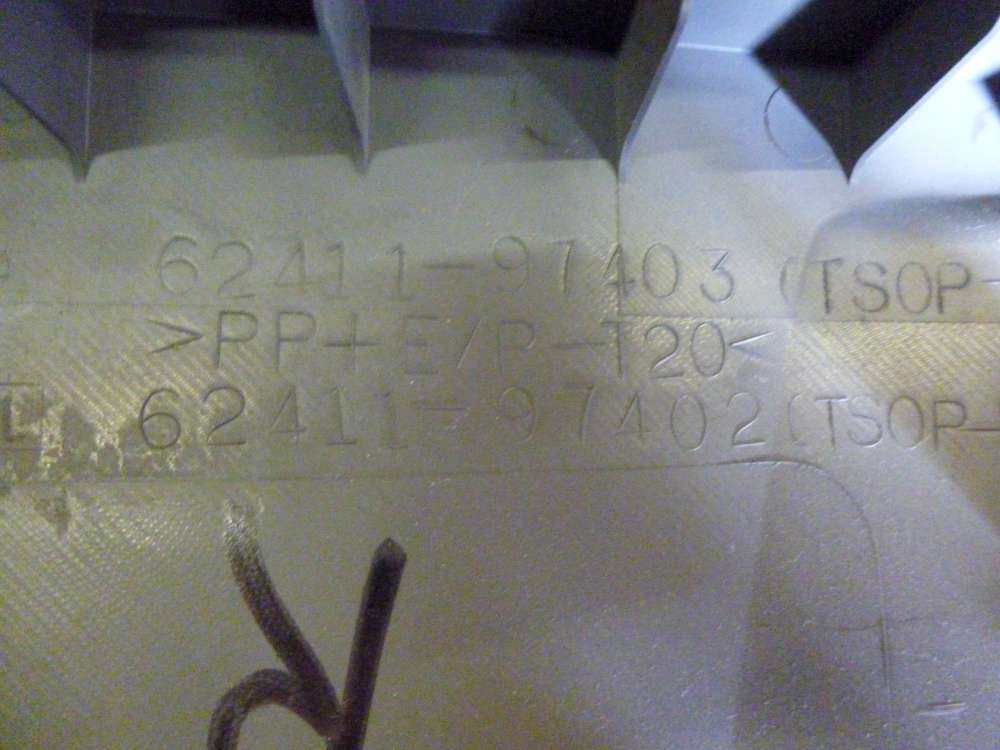 62411-97403 (TSOP-
>PP+E/P-T20<
62411-97402(TSOP-